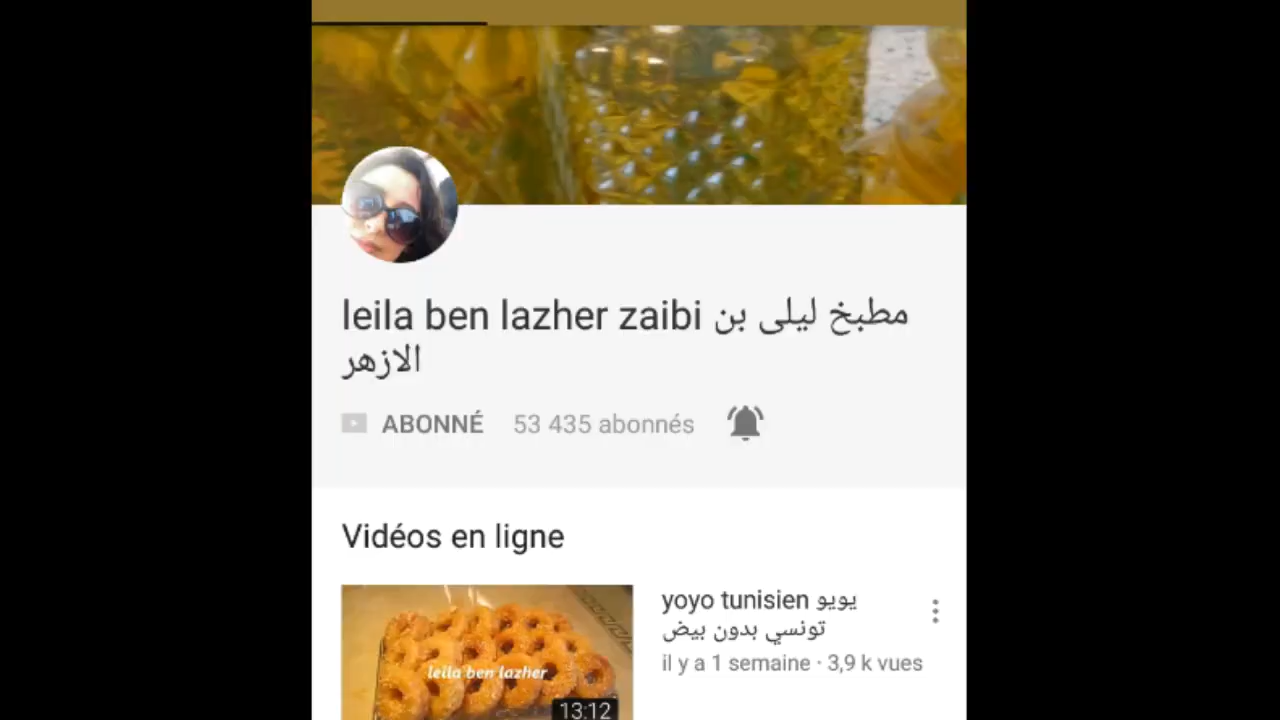 leila ben lazher zaibi مطبخ ليلى بن
الازهر
ABONNÉ 53 435 abonnés
Vidéos en ligne
yoyo tunisien يويو
تونسي بدون بيض
il y a 1 semaine · 3,9 k vues
leila ben lazher
13:12